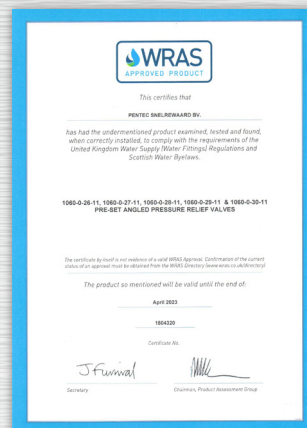 WRAS
APPROVED PRODUCT
This certifies that
PENTEC SNELREWAARD BV.
has had the undermentioned product examined, tested and found,
when correctly installed, to comply with the requirements of the
United Kingdom Water Supply (Water Fittings) Regulations and
Scottish Water Byelaws.
1060-0-26-11, 1060-0-27-11, 1060-0-28-11, 1060-0-29-11 & 1060-0-30-11
PRE-SET ANGLED PRESSURE RELIEF VALVES
The certificate by itself is not evidence of a valid WRAS Approval. Confirmation of the current
status of an approval must be obtained from the WRAS Directory (www.wras.co.uk/directory)
The product so mentioned will be valid until the end of:
April 2023
1804320
Certificate No.
J Furnival
Secretary
Chairman, Product Assessment Group